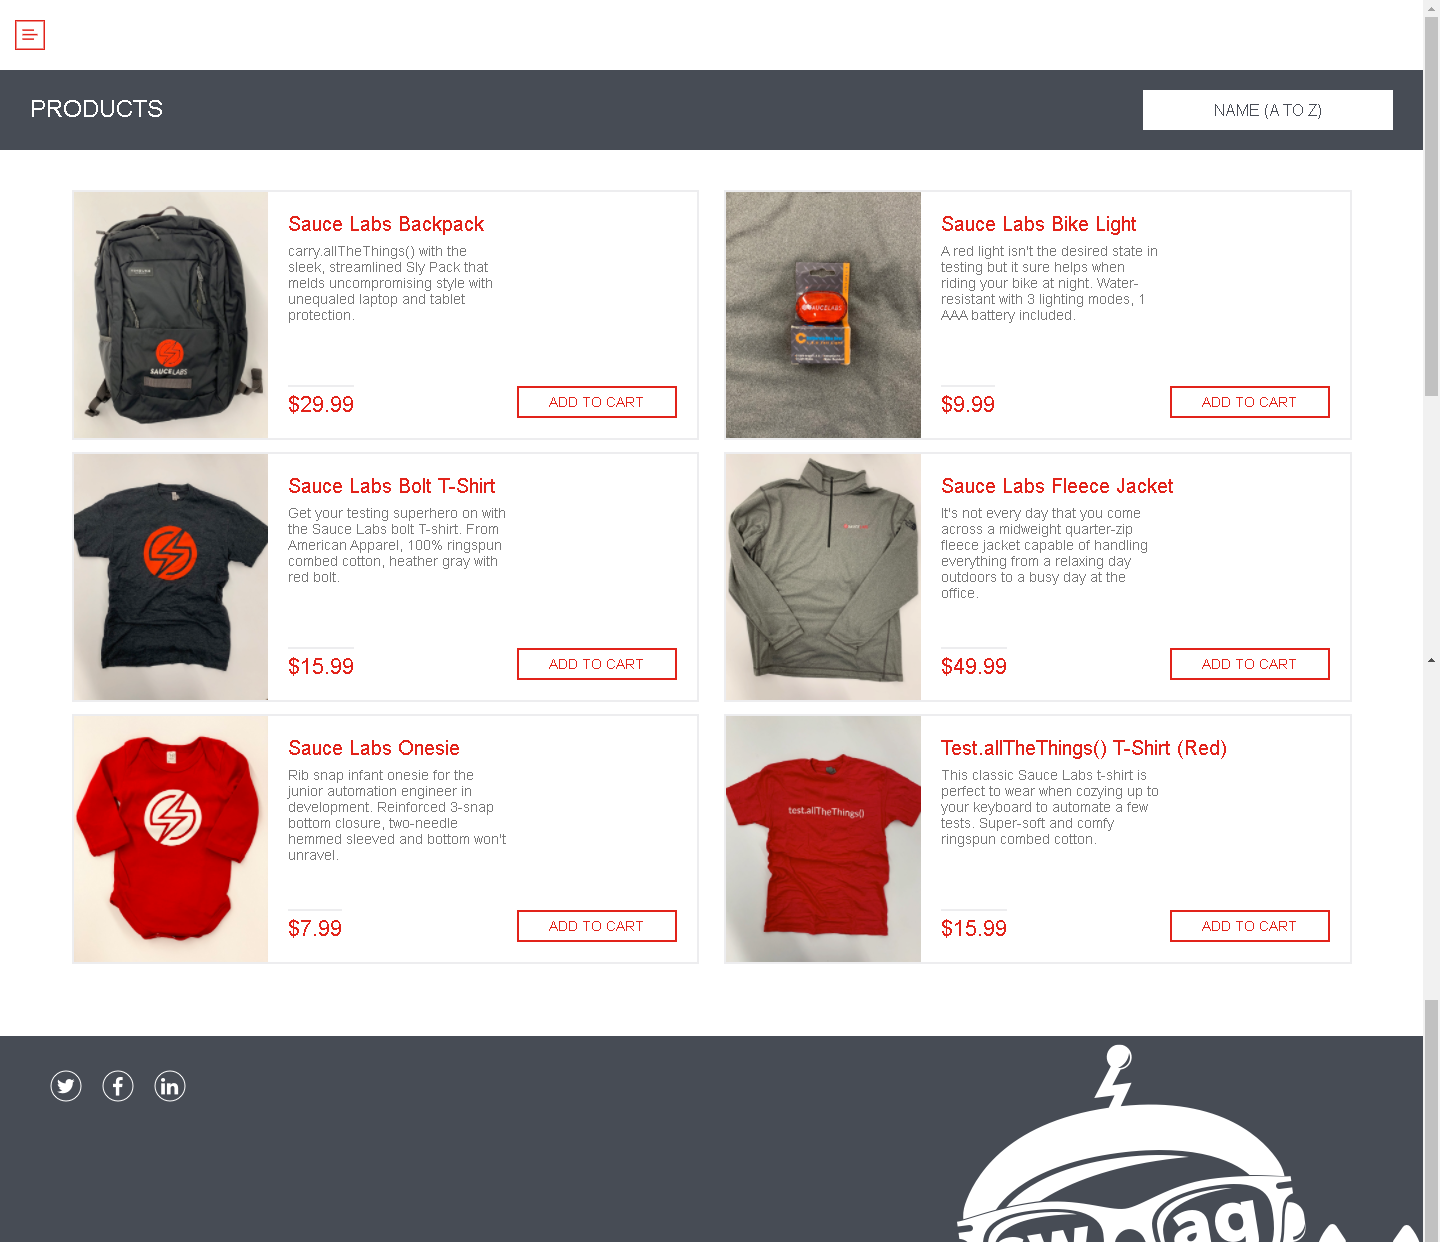 PRODUCTS
NAME (A TO Z)
Sauce Labs Backpack
carry.allTheThings() with the
sleek, streamlined Sly Pack that
melds uncompromising style with
unequaled laptop and tablet
protection.
$29.99
ADD TO CART
SAUCELABS
Sauce Labs Bike Light
A red light isn't the desired state in
testing but it sure helps when
riding your bike at night. Water-
resistant with 3 lighting modes, 1
AAA battery included.
$9.99
ADD TO CART
SAUCELABS
Sauce Labs Bolt T-Shirt
Get your testing superhero on with
the Sauce Labs bolt T-shirt. From
American Apparel, 100% ringspun
combed cotton, heather gray with
red bolt.
$15.99
ADD TO CART
Sauce Labs Fleece Jacket
It's not every day that you come
across a midweight quarter-zip
fleece jacket capable of handling
everything from a relaxing day
outdoors to a busy day at the
office.
$49.99
ADD TO CART
Sauce Labs Onesie
Rib snap infant onesie for the
junior automation engineer in
development. Reinforced 3-snap
bottom closure, two-needle
hemmed sleeved and bottom won't
unravel.
$7.99
ADD TO CART
Test.allTheThings() T-Shirt (Red)
This classic Sauce Labs t-shirt is
perfect to wear when cozying up to
your keyboard to automate a few
tests. Super-soft and comfy
ringspun combed cotton.
$15.99
ADD TO CART
test.allTheThings()
f
in
w ag